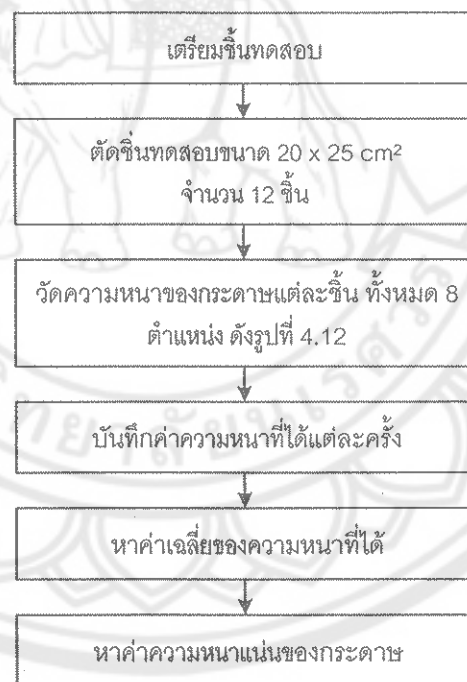 เตรียมชิ้นทดสอบ
ตัดชิ้นทดสอบขนาด 20 x 25 cm²
จำนวน 12 ชิ้น
วัดความหนาของกระดาษแต่ละชิ้น ทั้งหมด 8
ตำแหน่ง ดังรูปที่ 4.12
บันทึกค่าความหนาที่ได้แต่ละครั้ง
หาค่าเฉลี่ยของความหนาที่ได้
หาค่าความหนาแน่นของกระดาษ